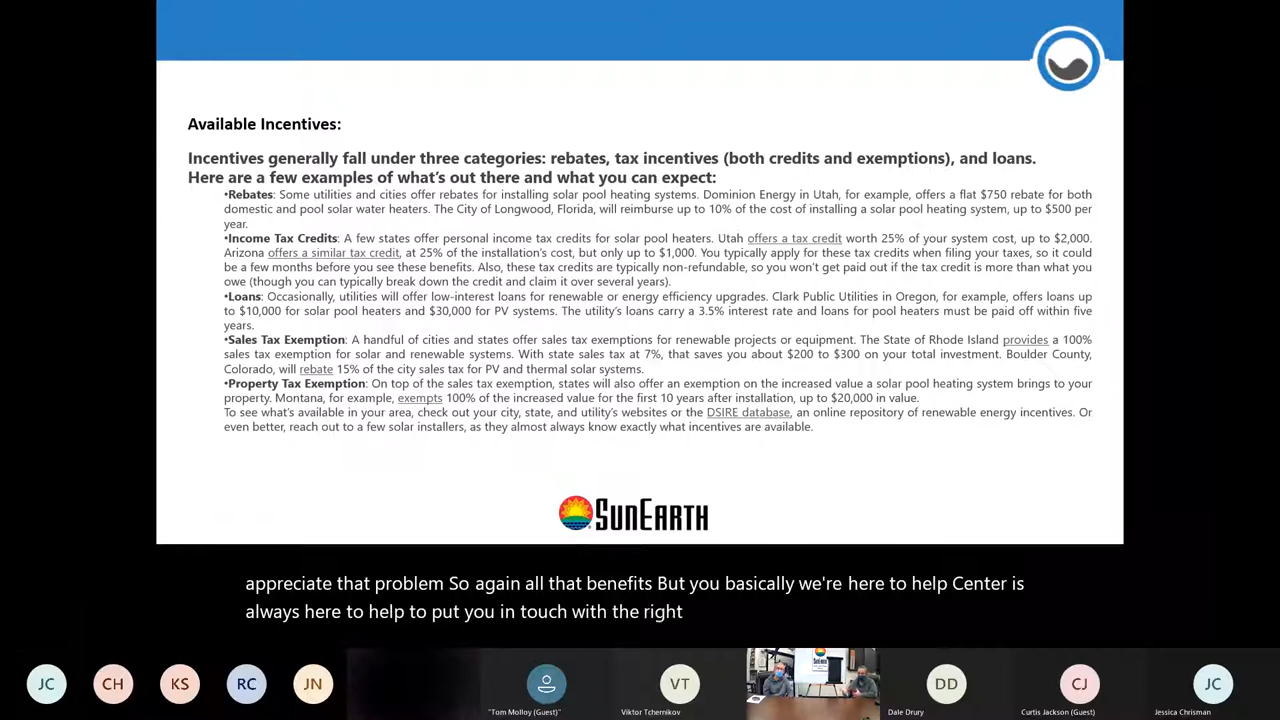 Available Incentives:
Incentives generally fall under three categories: rebates, tax incentives (both credits and exemptions), and loans.
Here are a few examples of what's out there and what you can expect:
•Rebates: Some utilities and cities offer rebates for installing solar pool heating systems. Dominion Energy in Utah, for example, offers a flat $750 rebate for both
domestic and pool solar water heaters. The City of Longwood, Florida, will reimburse up to 10% of the cost of installing a solar pool heating system, up to $500 per
year.
•Income Tax Credits: A few states offer personal income tax credits for solar pool heaters. Utah offers a tax credit worth 25% of your system cost, up to $2,000.
Arizona offers a similar tax credit, at 25% of the installation's cost, but only up to $1,000. You typically apply for these tax credits when filing your taxes, so it could
be a few months before you see these benefits. Also, these tax credits are typically non-refundable, so you won't get paid out if the tax credit is more than what you
owe (though you can typically break down the credit and claim it over several years).
•Loans: Occasionally, utilities will offer low-interest loans for renewable or energy efficiency upgrades. Clark Public Utilities in Oregon, for example, offers loans up
to $10,000 for solar pool heaters and $30,000 for PV systems. The utility's loans carry a 3.5% interest rate and loans for pool heaters must be paid off within five
years.
•Sales Tax Exemption: A handful of cities and states offer sales tax exemptions for renewable projects or equipment. The State of Rhode Island provides a 100%
sales tax exemption for solar and renewable systems. With state sales tax at 7%, that saves you about $200 to $300 on your total investment. Boulder County,
Colorado, will rebate 15% of the city sales tax for PV and thermal solar systems.
•Property Tax Exemption: On top of the sales tax exemption, states will also offer an exemption on the increased value a solar pool heating system brings to your
property. Montana, for example, exempts 100% of the increased value for the first 10 years after installation, up to $20,000 in value.
To see what's available in your area, check out your city, state, and utility's websites or the DSIRE database, an online repository of renewable energy incentives. Or
even better, reach out to a few solar installers, as they almost always know exactly what incentives are available.
SUNEARTH
appreciate that problem So again all that benefits But you basically we're here to help Center is
always here to help to put you in touch with the right
JC CH KS RC JN VT DD CJ JC
"Tom Molloy (Guest)" Viktor Tchernikov Dale Drury Curtis Jackson (Guest) Jessica Chrisman